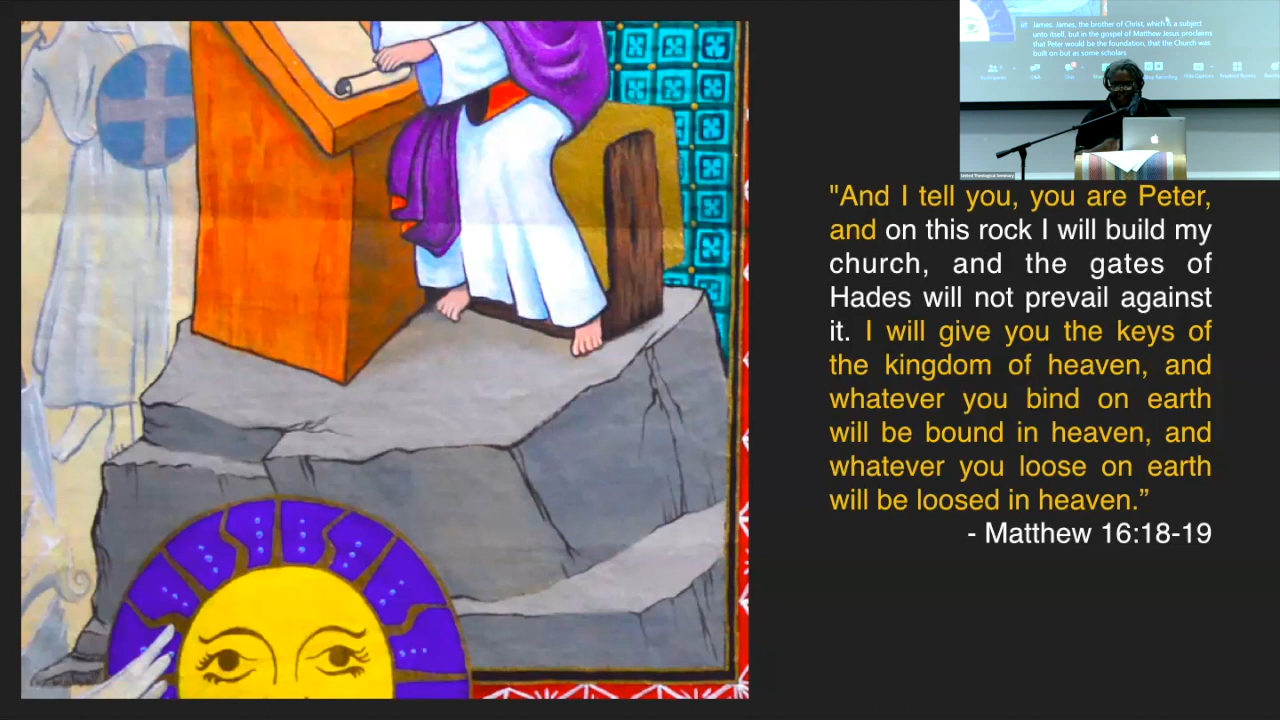 James. James, the brother of Christ, which is a subject
unto itself, but in the gospel of Matthew Jesus proclaims
that Peter would be the foundation, that the Church was
built on but as some scholars
Hide Captions
United Theological Seminary
"And I tell you, you are Peter,
and on this rock I will build my
church, and the gates of
Hades will not prevail against
it. I will give you the keys of
the kingdom of heaven, and
whatever you bind on earth
will be bound in heaven, and
whatever you loose on earth
will be loosed in heaven.”
- Matthew 16:18-19